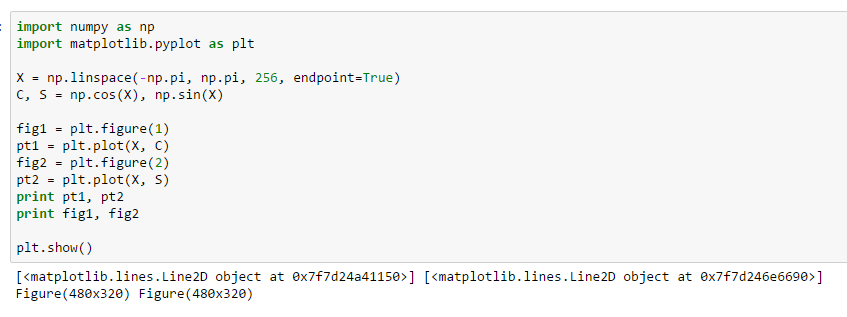 import numpy as np
import matplotlib.pyplot as plt
X = np.linspace(-np.pi, np.pi, 256, endpoint=True)
C, S = np.cos(X), np.sin(X)
fig1 = plt.figure(1)
pt1 = plt.plot(X, C)
fig2 = plt.figure(2)
pt2 = plt.plot(X, S)
print pt1, pt2
print fig1, fig2
plt.show()
[<matplotlib.lines.Line2D object at 0x7f7d24a41150>] [<matplotlib.lines.Line2D object at 0x7f7d246e6690>]
Figure(480x320) Figure(480x320)